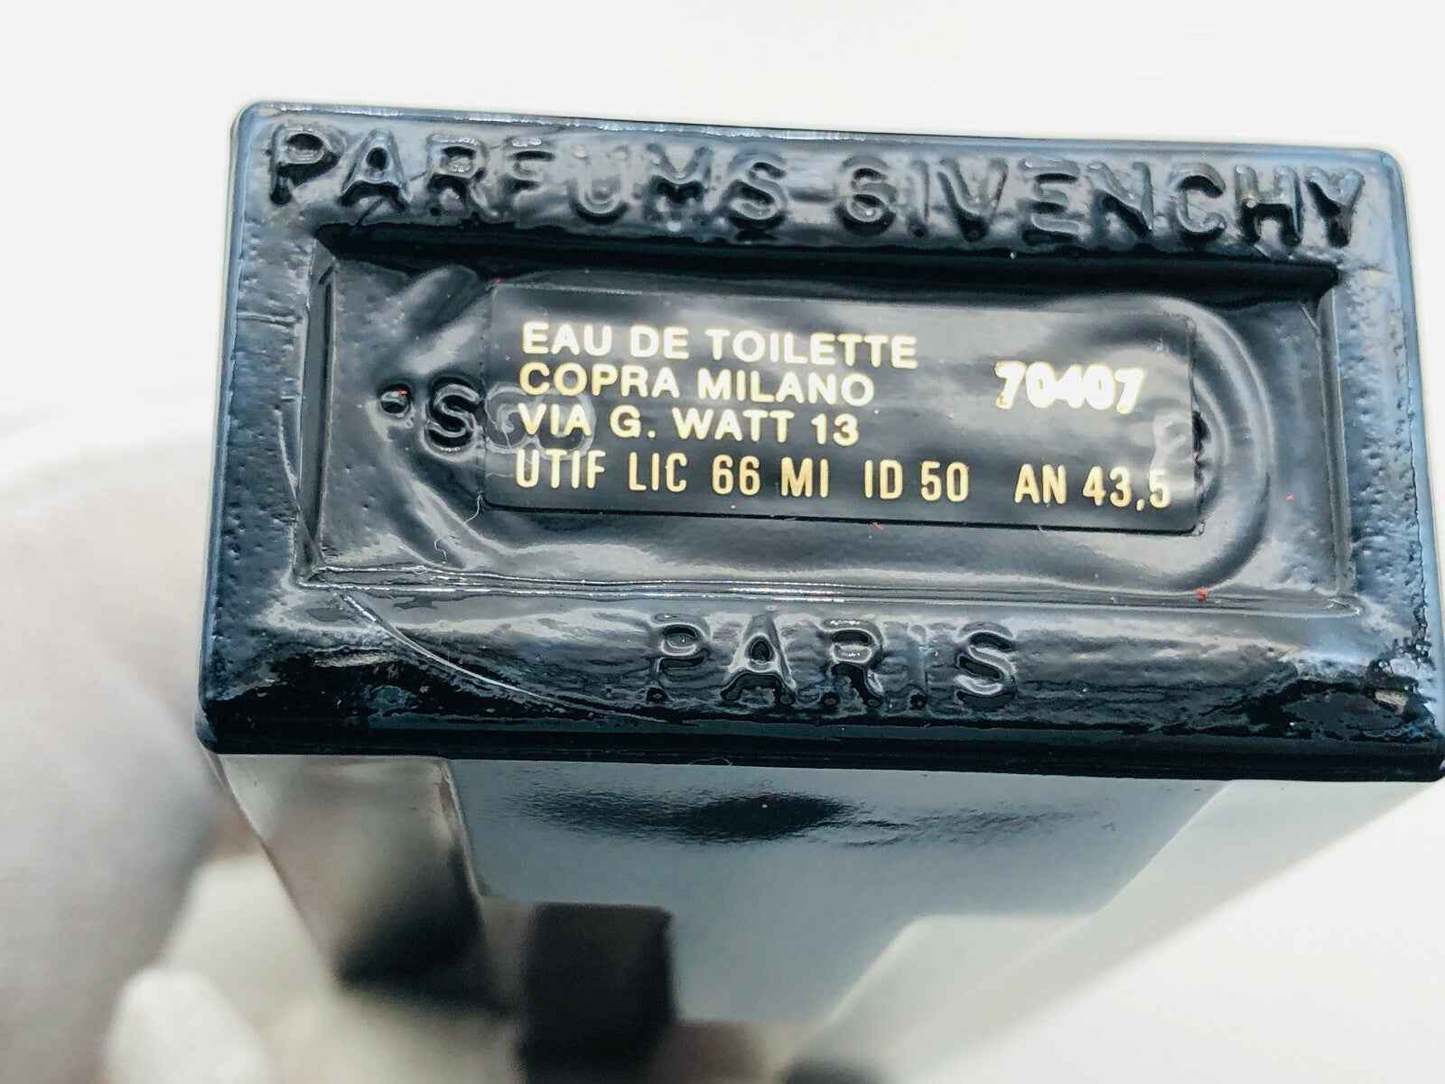 PARFUMS GIVENCHY
EAU DE TOILETTE
COPRA MILANO 70407
VIA G. WATT 13
UTIF LIC 66 MI ID 50 AN 43,5
PARIS